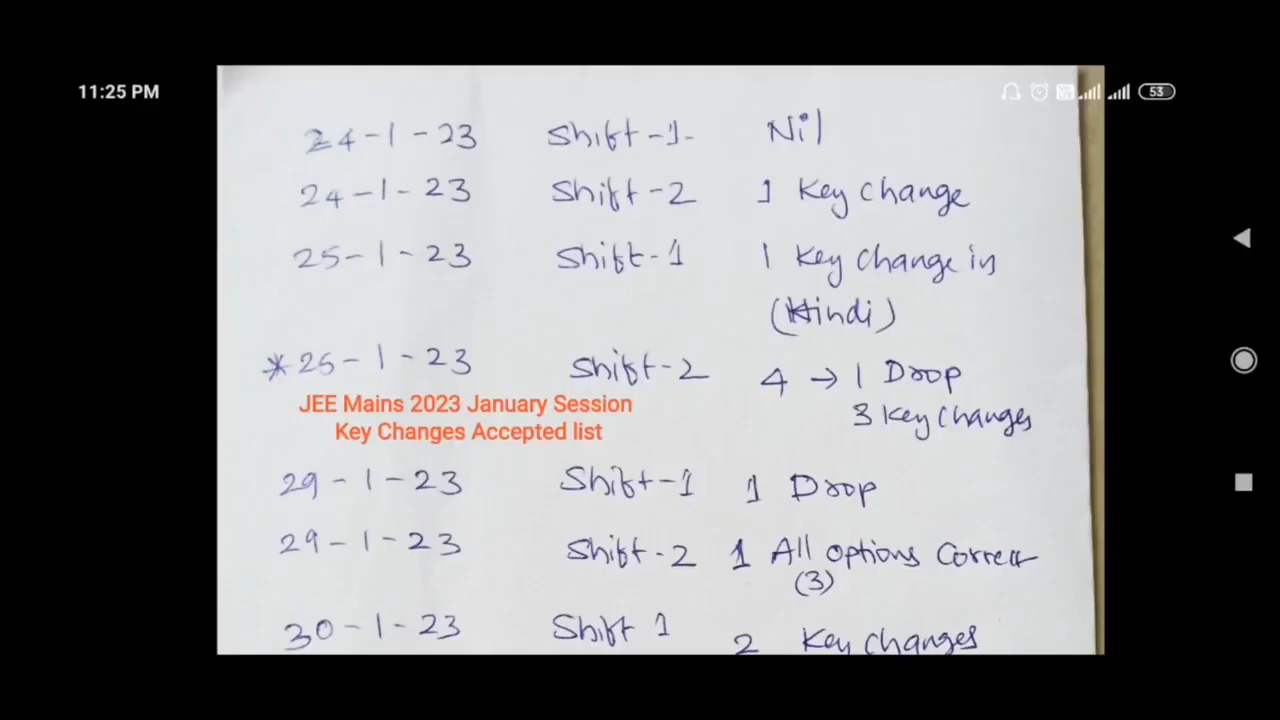 11:25 PM
53
24-1-23 Shift-1- Nil
24-1-23 Shift-2 1 Key change
25-1-23 Shift-1 1 Key change in
(Hindi)
*25-1-23 Shift-2 4 → 1 Drop
3 Key changes
JEE Mains 2023 January Session
Key Changes Accepted list
29-1-23 Shift-1 1 Drop
29-1-23 Shift-2 1 All options correct
(3)
30-1-23 Shift 1 2 Key changes